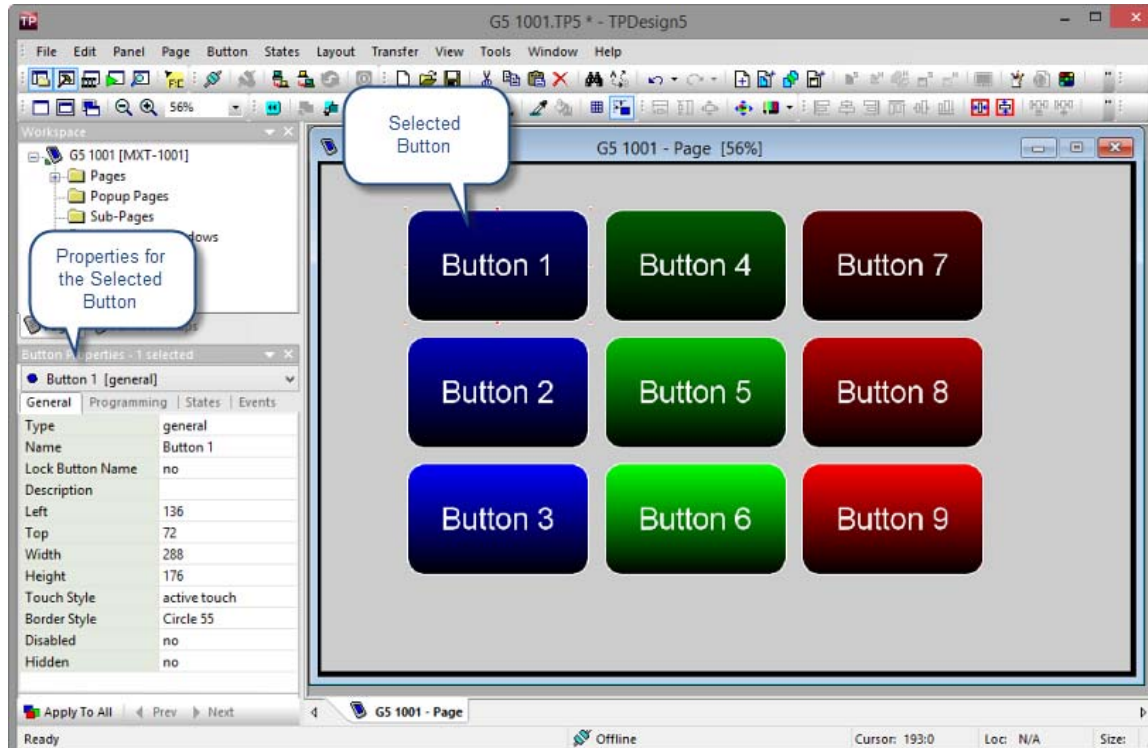 G5 1001.TP5 * - TPDesign5
File Edit Panel Page Button States Layout Transfer View Tools Window Help
56%
Workspace
G5 1001 [MXT-1001]
Pages
Popup Pages
Sub-Pages
Selected
Button
Properties for
the Selected
Button
Button Properties - 1 selected
Button 1 [general]
General Programming States Events
Type general
Name Button 1
Lock Button Name no
Description
Left 136
Top 72
Width 288
Height 176
Touch Style active touch
Border Style Circle 55
Disabled no
Hidden no
Apply To All Prev Next
G5 1001 - Page [56%]
Button 1 Button 4 Button 7
Button 2 Button 5 Button 8
Button 3 Button 6 Button 9
G5 1001 - Page
Ready Offline Cursor: 193:0 Loc: N/A Size: